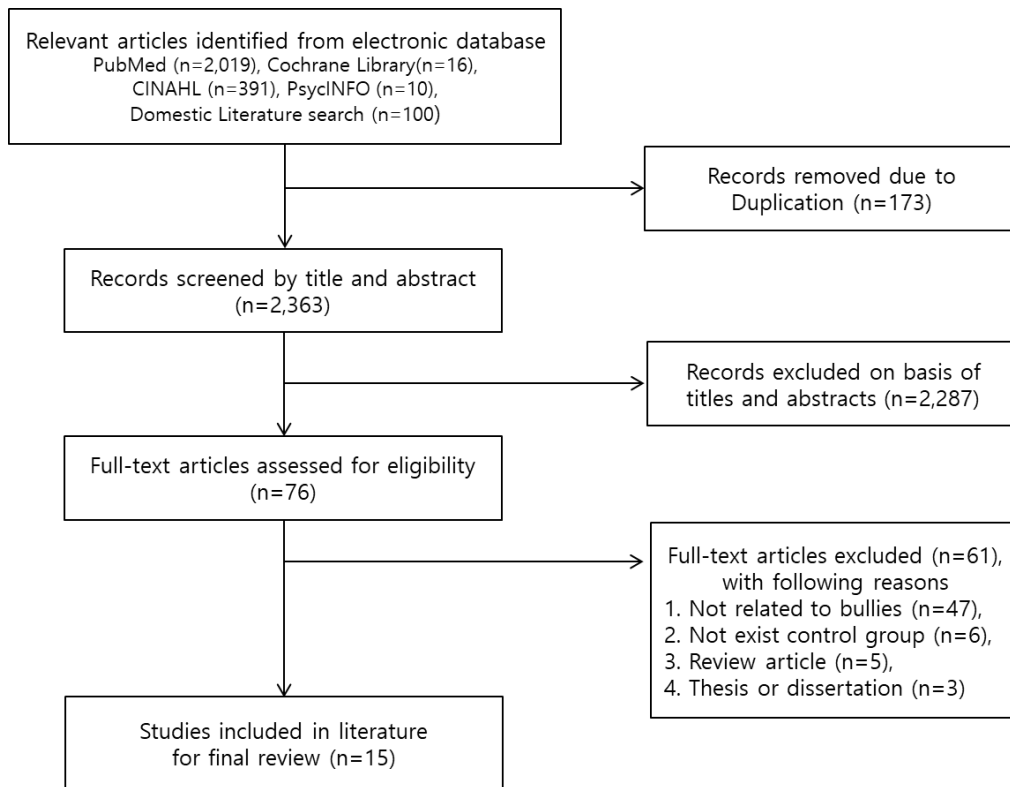 Relevant articles identified from electronic database
PubMed (n=2,019), Cochrane Library(n=16),
CINAHL (n=391), PsycINFO (n=10),
Domestic Literature search (n=100)
Records removed due to
Duplication (n=173)
Records screened by title and abstract
(n=2,363)
Records excluded on basis of
titles and abstracts (n=2,287)
Full-text articles assessed for eligibility
(n=76)
Full-text articles excluded (n=61),
with following reasons
1. Not related to bullies (n=47),
2. Not exist control group (n=6),
3. Review article (n=5),
4. Thesis or dissertation (n=3)
Studies included in literature
for final review (n=15)